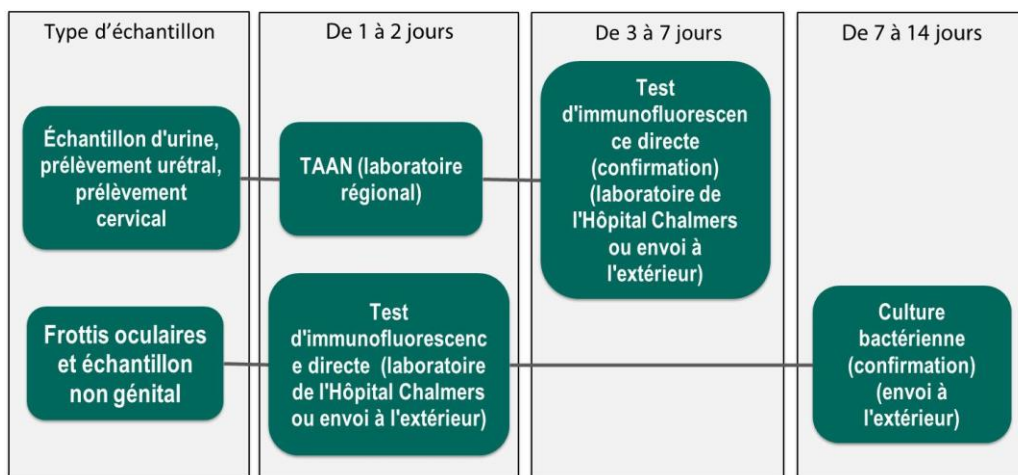 Type d'échantillon
De 1 à 2 jours
De 3 à 7 jours
De 7 à 14 jours
Échantillon d'urine,
prélèvement urétral,
prélèvement
cervical
TAAN (laboratoire
régional)
Test
d'immunofluorescen
ce directe
(confirmation)
(laboratoire de
l'Hôpital Chalmers
ou envoi à
l'extérieur)
Frottis oculaires
et échantillon
non génital
Test
d'immunofluorescenc
e directe (laboratoire
de l'Hôpital Chalmers
ou envoi à l'extérieur)
Culture
bactérienne
(confirmation)
(envoi à
l'extérieur)